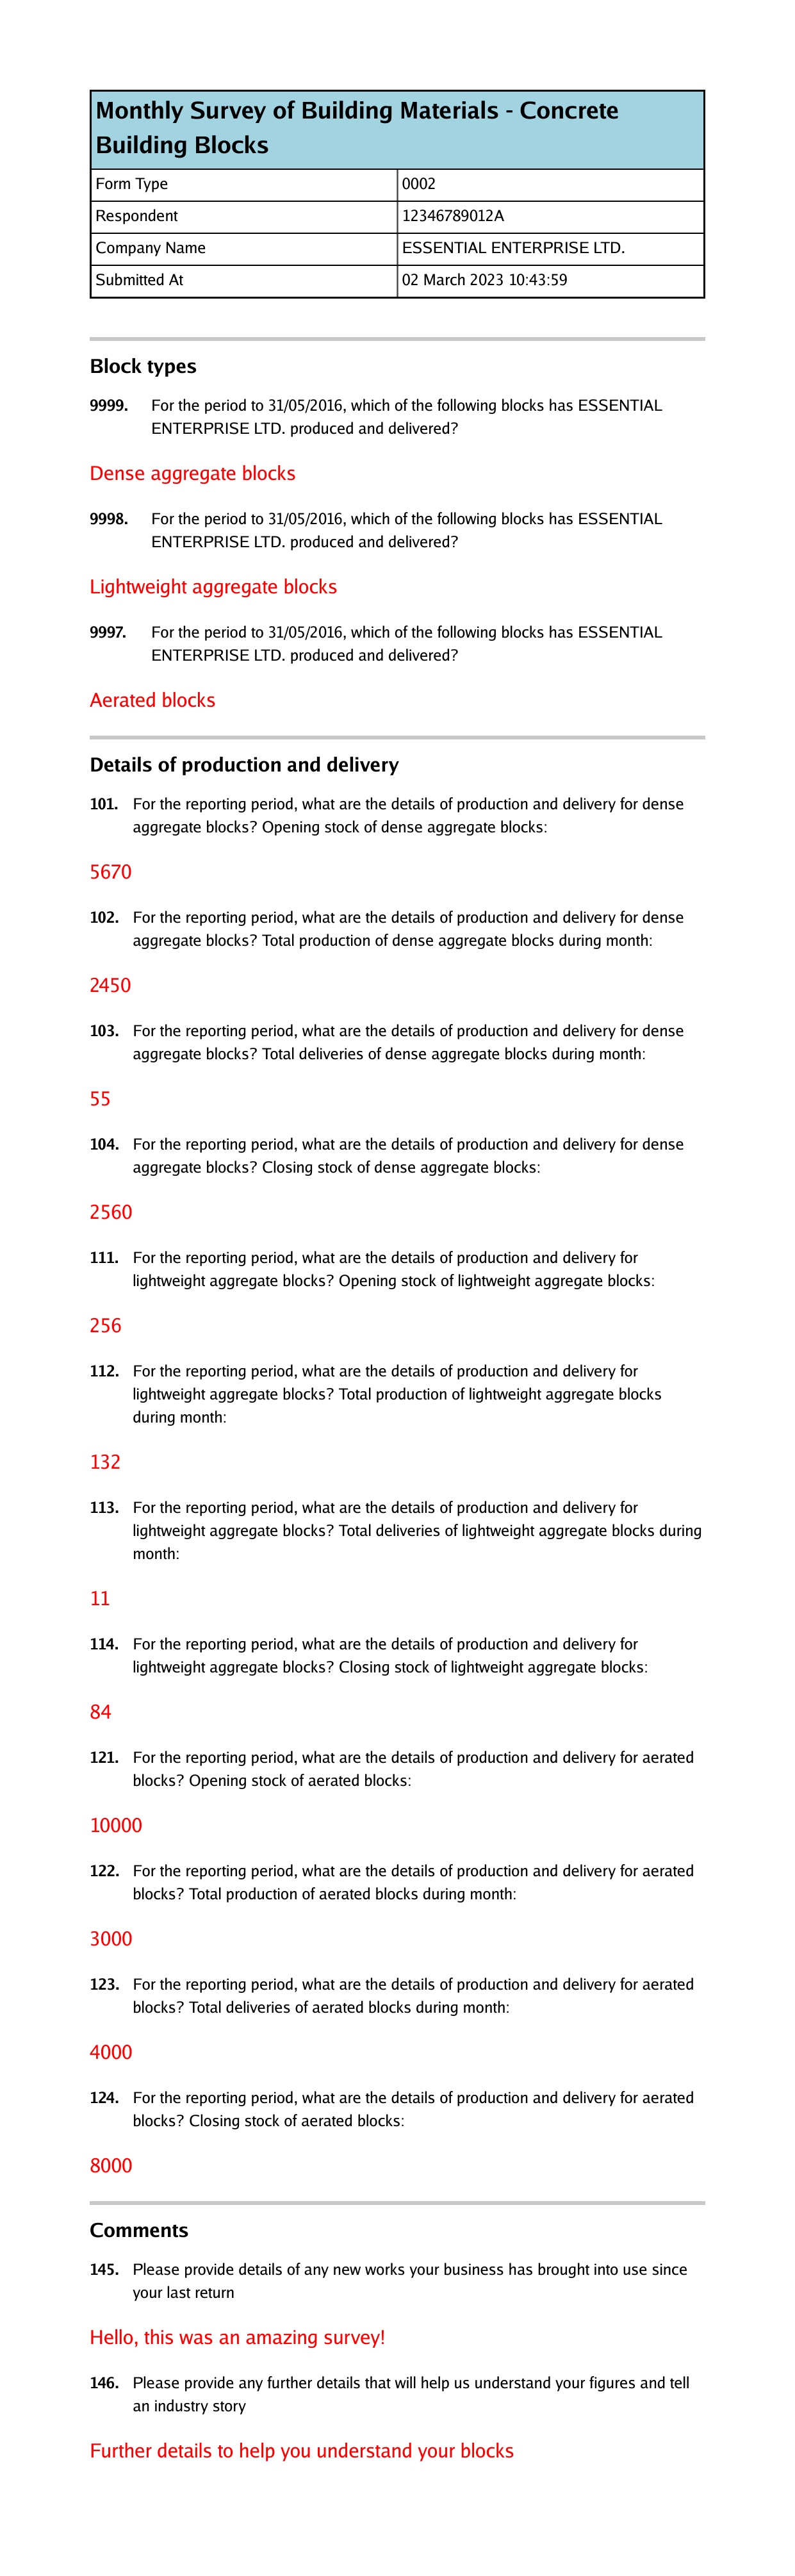 Monthly Survey of Building Materials - Concrete
Building Blocks
Form Type 0002
Respondent 12346789012A
Company Name ESSENTIAL ENTERPRISE LTD.
Submitted At 02 March 2023 10:43:59
Block types
9999. For the period to 31/05/2016, which of the following blocks has ESSENTIAL
ENTERPRISE LTD. produced and delivered?
Dense aggregate blocks
9998. For the period to 31/05/2016, which of the following blocks has ESSENTIAL
ENTERPRISE LTD. produced and delivered?
Lightweight aggregate blocks
9997. For the period to 31/05/2016, which of the following blocks has ESSENTIAL
ENTERPRISE LTD. produced and delivered?
Aerated blocks
Details of production and delivery
101. For the reporting period, what are the details of production and delivery for dense
aggregate blocks? Opening stock of dense aggregate blocks:
5670
102. For the reporting period, what are the details of production and delivery for dense
aggregate blocks? Total production of dense aggregate blocks during month:
2450
103. For the reporting period, what are the details of production and delivery for dense
aggregate blocks? Total deliveries of dense aggregate blocks during month:
55
104. For the reporting period, what are the details of production and delivery for dense
aggregate blocks? Closing stock of dense aggregate blocks:
2560
111. For the reporting period, what are the details of production and delivery for
lightweight aggregate blocks? Opening stock of lightweight aggregate blocks:
256
112. For the reporting period, what are the details of production and delivery for
lightweight aggregate blocks? Total production of lightweight aggregate blocks
during month:
132
113. For the reporting period, what are the details of production and delivery for
lightweight aggregate blocks? Total deliveries of lightweight aggregate blocks during
month:
11
114. For the reporting period, what are the details of production and delivery for
lightweight aggregate blocks? Closing stock of lightweight aggregate blocks:
84
121. For the reporting period, what are the details of production and delivery for aerated
blocks? Opening stock of aerated blocks:
10000
122. For the reporting period, what are the details of production and delivery for aerated
blocks? Total production of aerated blocks during month:
3000
123. For the reporting period, what are the details of production and delivery for aerated
blocks? Total deliveries of aerated blocks during month:
4000
124. For the reporting period, what are the details of production and delivery for aerated
blocks? Closing stock of aerated blocks:
8000
Comments
145. Please provide details of any new works your business has brought into use since
your last return
Hello, this was an amazing survey!
146. Please provide any further details that will help us understand your figures and tell
an industry story
Further details to help you understand your blocks